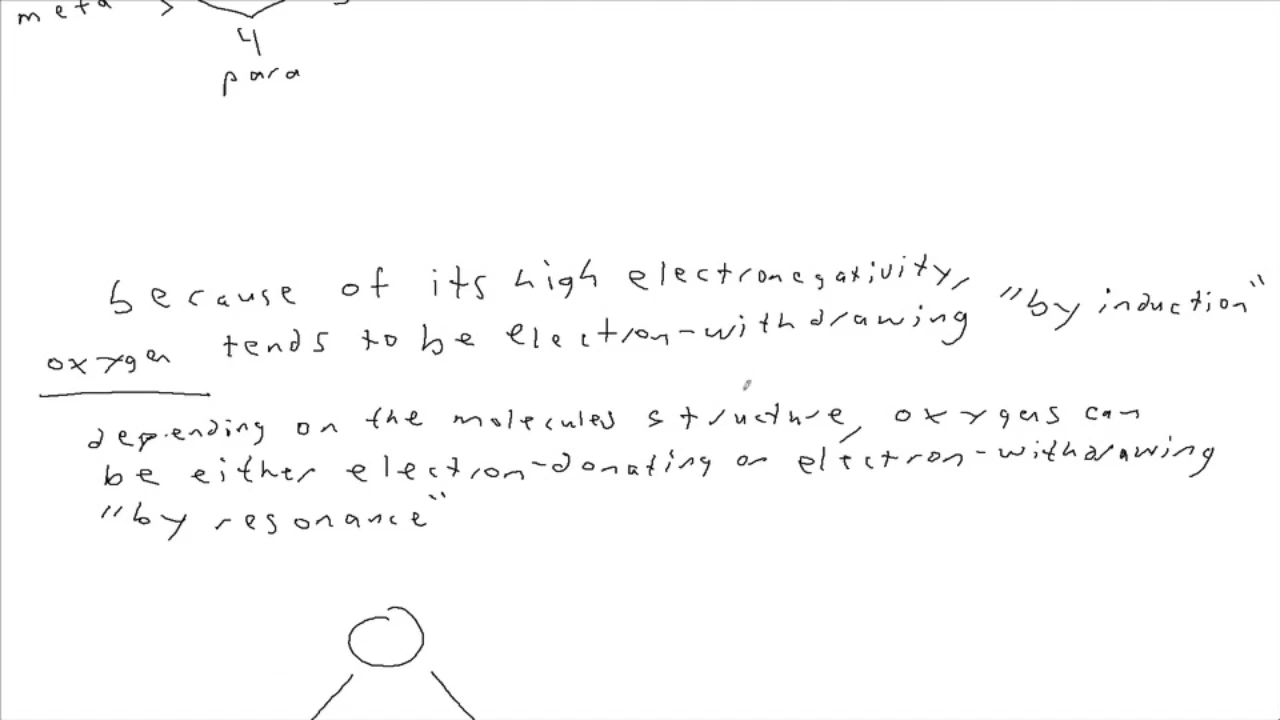 meta
4
para
because of its high electronegativity,
oxygen tends to be electron-withdrawing "by induction"
depending on the molecules structure, oxygens can
be either electron-donating or electron-withdrawing
"by resonance"